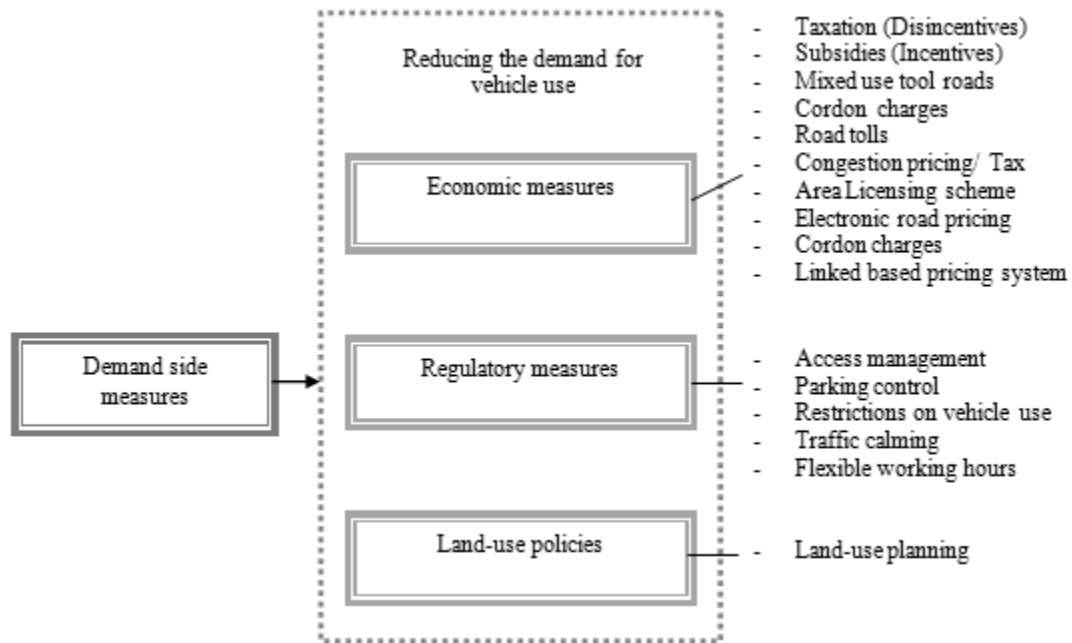 Demand side
measures
Reducing the demand for
vehicle use
Economic measures
- Taxation (Disincentives)
- Subsidies (Incentives)
- Mixed use tool roads
- Cordon charges
- Road tolls
- Congestion pricing/ Tax
- Area Licensing scheme
- Electronic road pricing
- Cordon charges
- Linked based pricing system
Regulatory measures
- Access management
- Parking control
- Restrictions on vehicle use
- Traffic calming
- Flexible working hours
Land-use policies
- Land-use planning